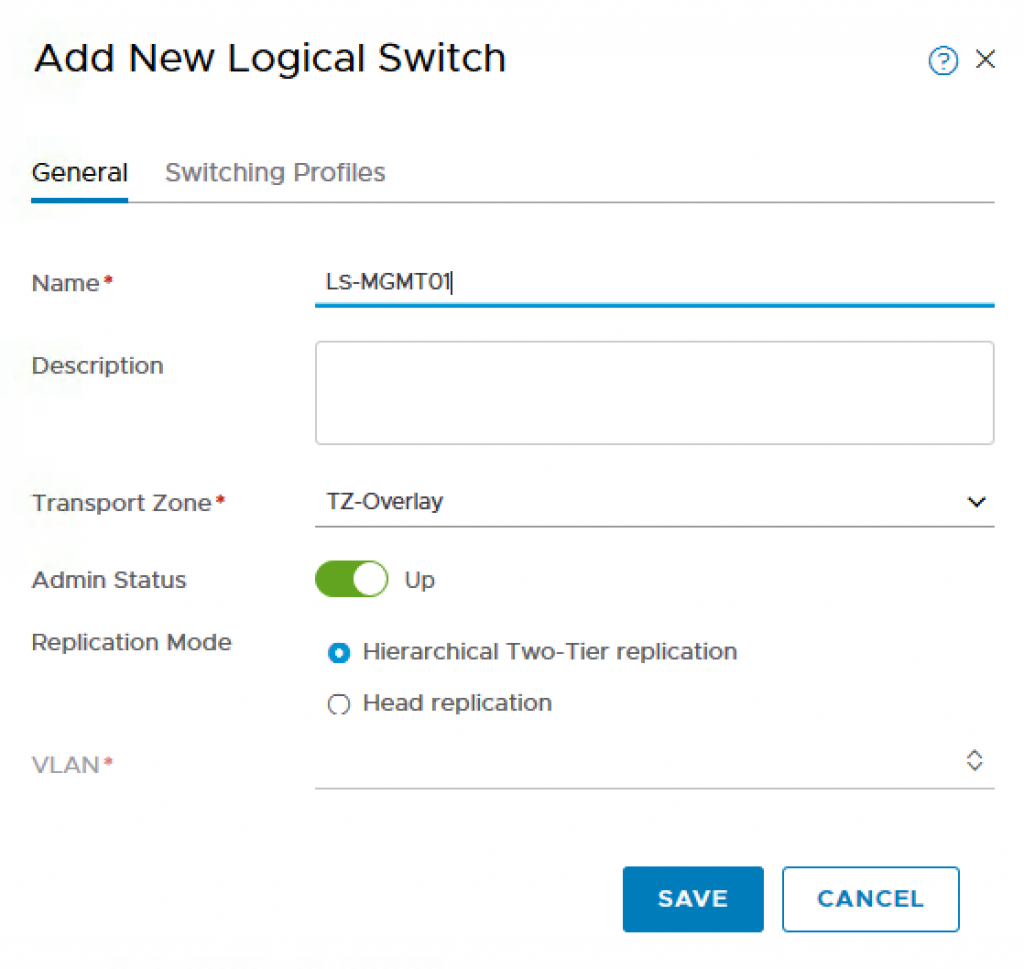 Add New Logical Switch ?
General Switching Profiles
Name* Ls-MGMT01
Description
Transport Zone* TZ-Overlay
Admin Status Up
Replication Mode
Hierarchical Two-Tier replication
Head replication
VLAN*
SAVE CANCEL